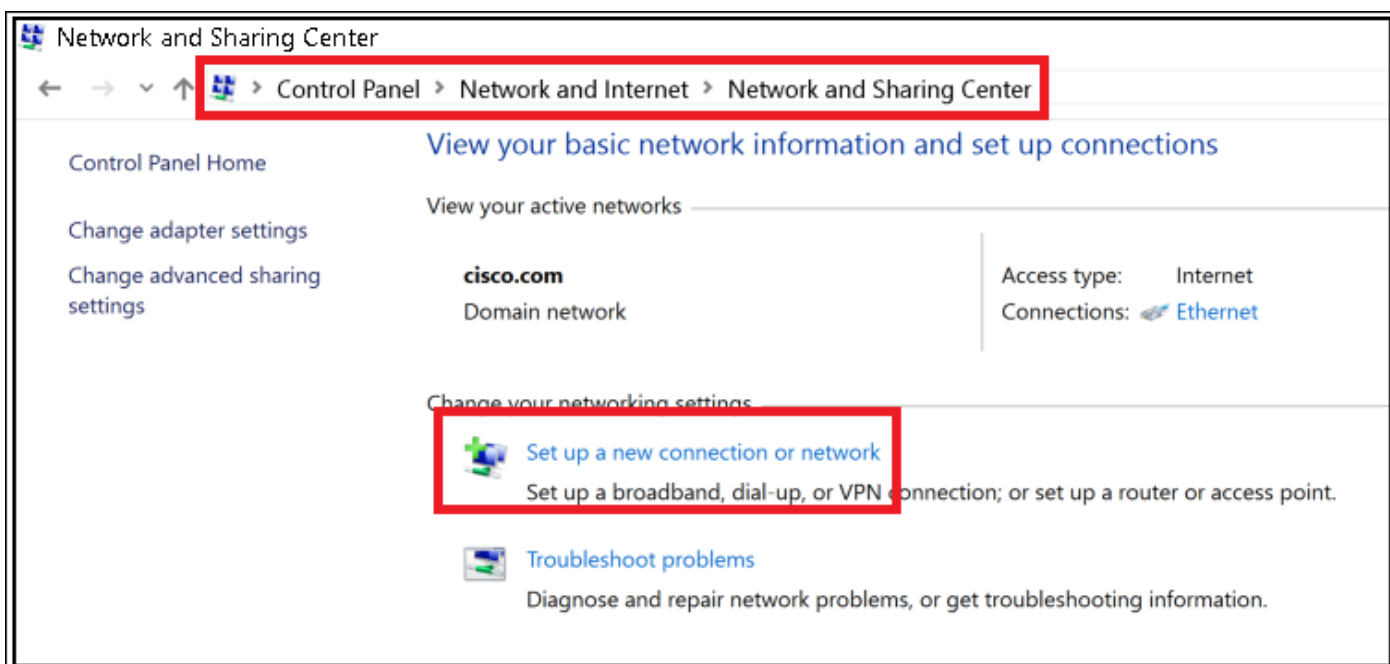 Network and Sharing Center
Control Panel > Network and Internet > Network and Sharing Center
View your basic network information and set up connections
Control Panel Home
View your active networks
Change adapter settings
Change advanced sharing
settings
cisco.com
Domain network
Access type: Internet
Connections: Ethernet
Change your networking settings
Set up a new connection or network
Set up a broadband, dial-up, or VPN connection; or set up a router or access point.
Troubleshoot problems
Diagnose and repair network problems, or get troubleshooting information.